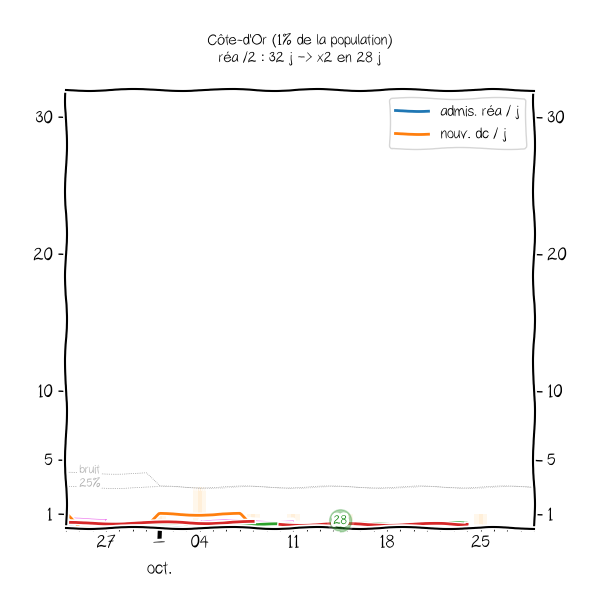 Côte-d'Or (1% de la population)
réa /2 : 32 j -> x2 en 28 j
admis. réa / j
nouv. dc / j
30
30
20
20
10
10
5
5
bruit
25%
1
1
28
27
04
11
18
25
oct.